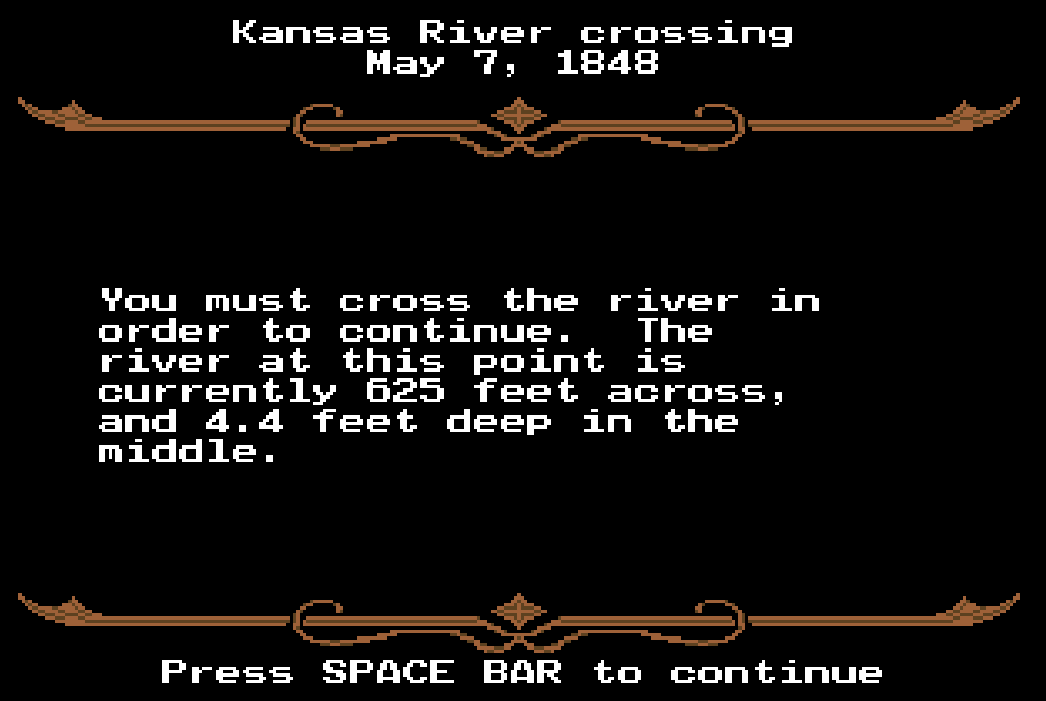 Kansas River crossing
May 7, 1848
You must cross the river in
order to continue.  The
river at this point is
currently 625 feet across,
and 4.4 feet deep in the
middle.
Press SPACE BAR to continue